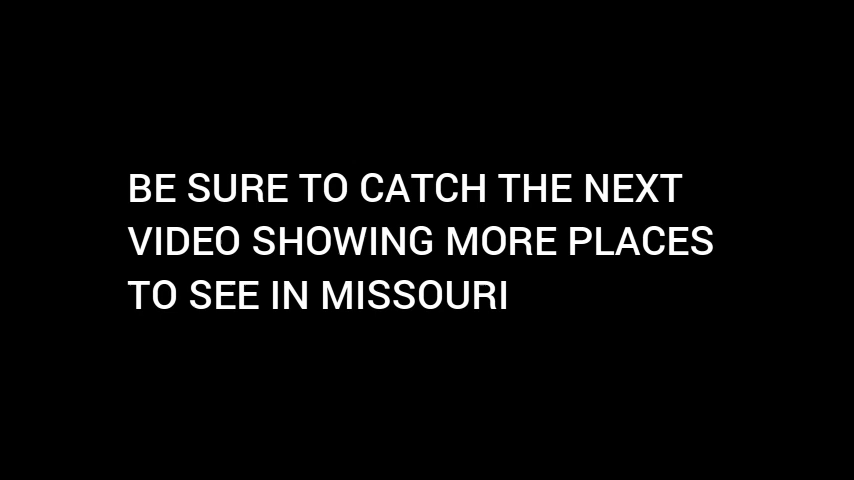 BE SURE TO CATCH THE NEXT
VIDEO SHOWING MORE PLACES
TO SEE IN MISSOURI